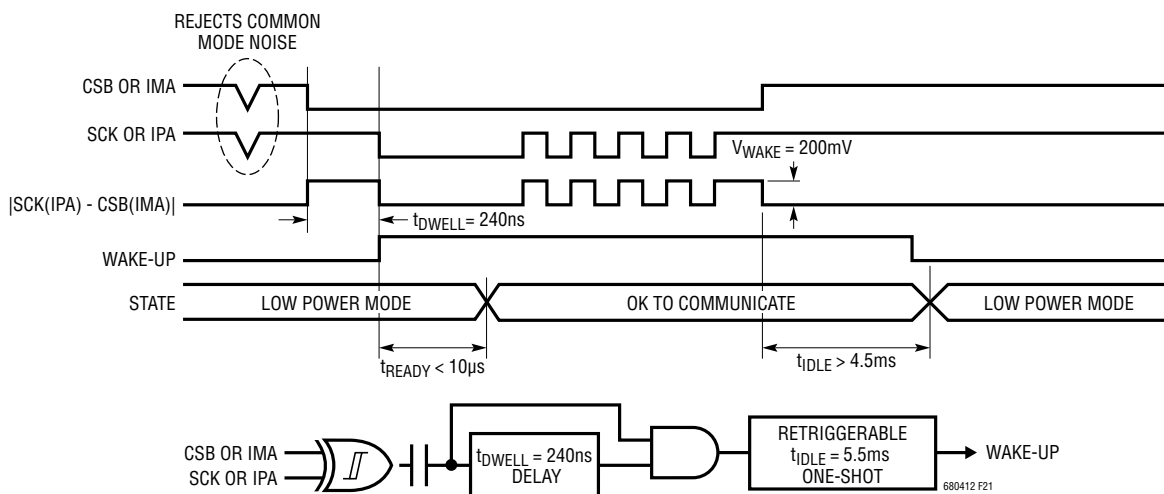 REJECTS COMMON
MODE NOISE
CSB OR IMA
SCK OR IPA
VWAKE = 200mV
|SCK(IPA) - CSB(IMA)|
tDWELL= 240ns
WAKE-UP
STATE
LOW POWER MODE
OK TO COMMUNICATE
LOW POWER MODE
tREADY < 10µs
tIDLE > 4.5ms
CSB OR IMA
SCK OR IPA
tDWELL = 240ns
DELAY
RETRIGGERABLE
tIDLE = 5.5ms
ONE-SHOT
WAKE-UP
680412 F21